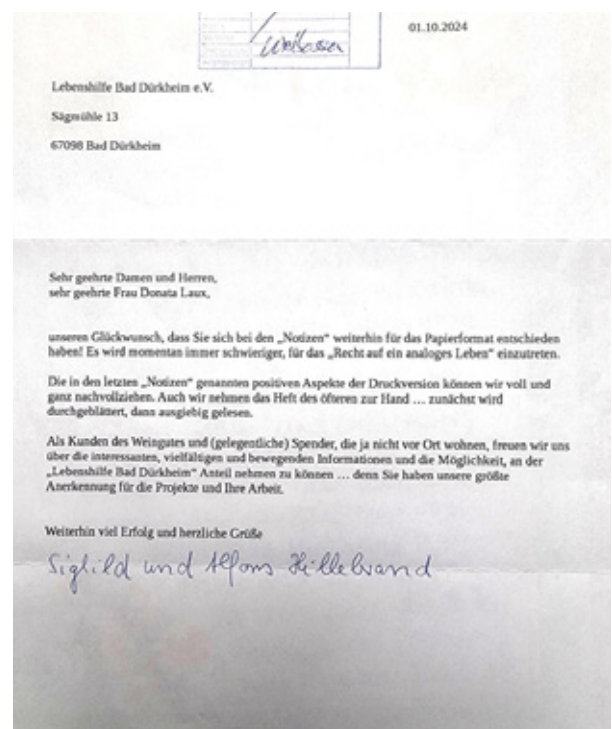 01.10.2024
Lebenshilfe Bad Dürkheim e.V.
Sägmühle 13
67098 Bad Dürkheim
Sehr geehrte Damen und Herren,
sehr geehrte Frau Donata Laux,
unseren Glückwunsch, dass Sie sich bei den „Notizen“ weiterhin für das Papierformat entschieden
haben! Es wird momentan immer schwieriger, für das „Recht auf ein analoges Leben“ einzutreten.
Die in den letzten „Notizen“ genannten positiven Aspekte der Druckversion können wir voll und
ganz nachvollziehen. Auch wir nehmen das Heft des öfteren zur Hand … zunächst wird
durchgeblättert, dann ausgiebig gelesen.
Als Kunden des Weingutes und (gelegentliche) Spender, die ja nicht vor Ort wohnen, freuen wir uns
über die interessanten, vielfältigen und bewegenden Informationen und die Möglichkeit, an der
„Lebenshilfe Bad Dürkheim“ Anteil nehmen zu können … denn Sie haben unsere größte
Anerkennung für die Projekte und Ihre Arbeit.
Weiterhin viel Erfolg und herzliche Grüße
Siglild und Alfons Hillebrand